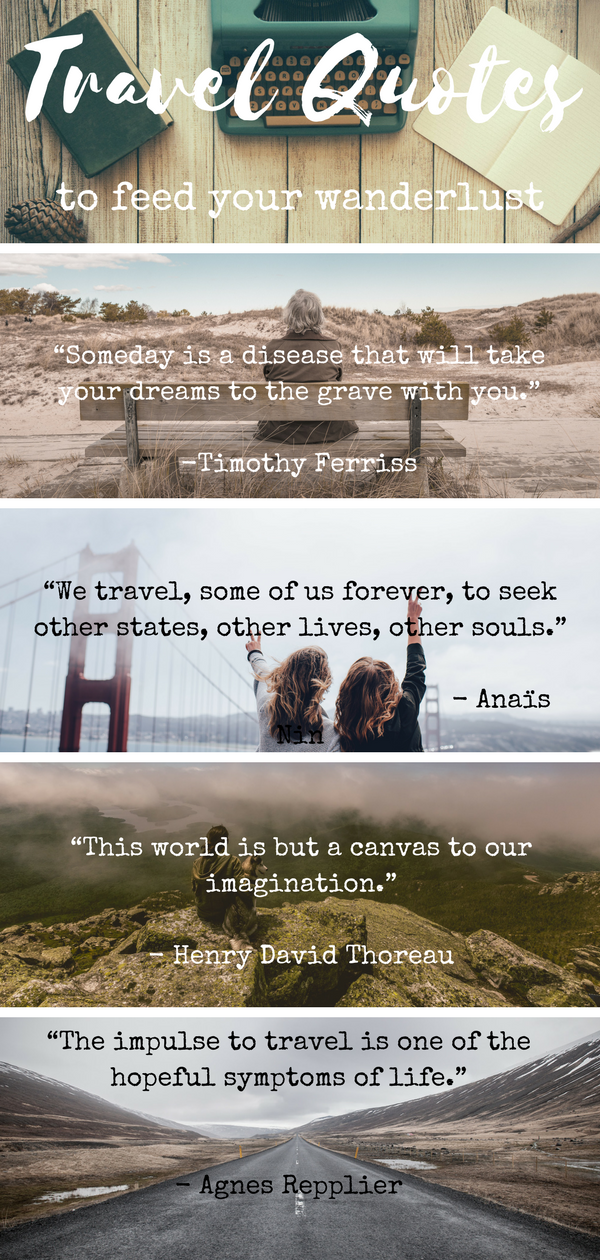 Travel Quotes
to feed your wanderlust
“Someday is a disease that will take
your dreams to the grave with you.”
—Timothy Ferriss
“We travel, some of us forever, to seek
other states, other lives, other souls.”
– Anaïs
Nin
“This world is but a canvas to our
imagination.”
– Henry David Thoreau
“The impulse to travel is one of the
hopeful symptoms of life.”
– Agnes Repplier